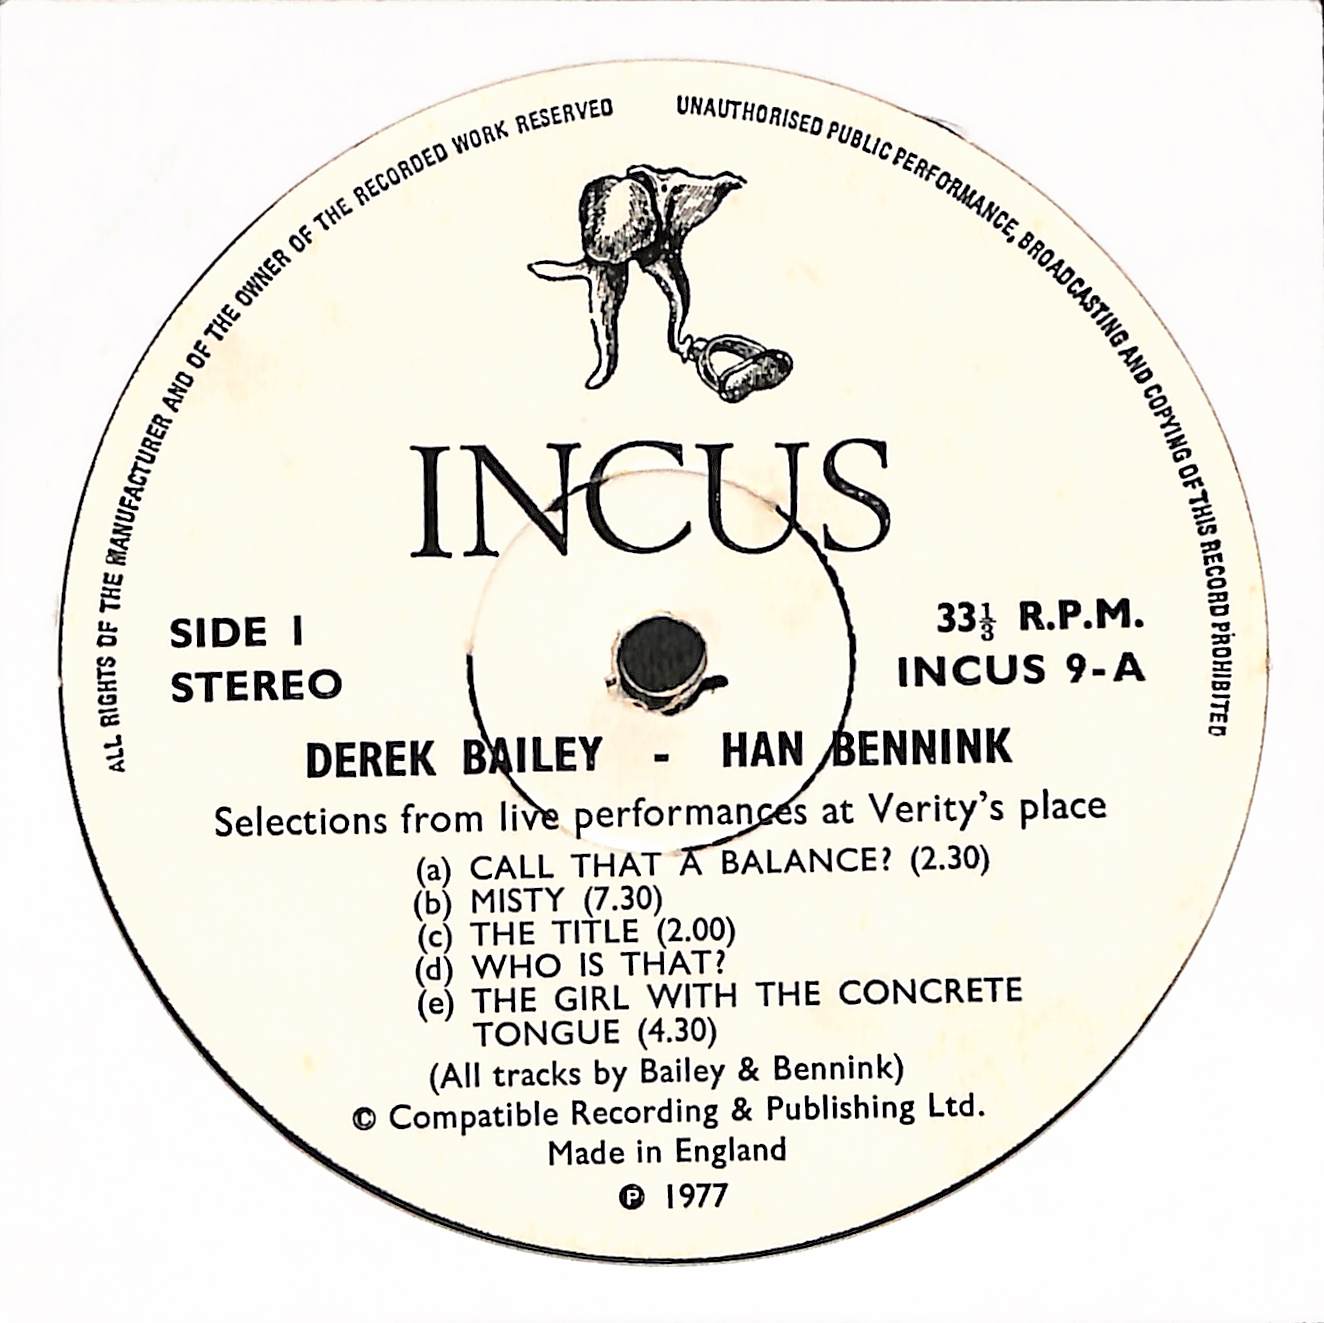 ALL RIGHTS OF THE MANUFACTURER AND OF THE OWNER OF THE RECORDED WORK RESERVED
UNAUTHORISED PUBLIC PERFORMANCE, BROADCASTING AND COPYING OF THIS RECORD PROHIBITED
INCUS
SIDE 1
STEREO
33⅓ R.P.M.
INCUS 9-A
DEREK BAILEY - HAN BENNINK
Selections from live performances at Verity's place
(a) CALL THAT A BALANCE? (2.30)
(b) MISTY (7.30)
(c) THE TITLE (2.00)
(d) WHO IS THAT?
(e) THE GIRL WITH THE CONCRETE
TONGUE (4.30)
(All tracks by Bailey & Bennink)
© Compatible Recording & Publishing Ltd.
Made in England
℗ 1977